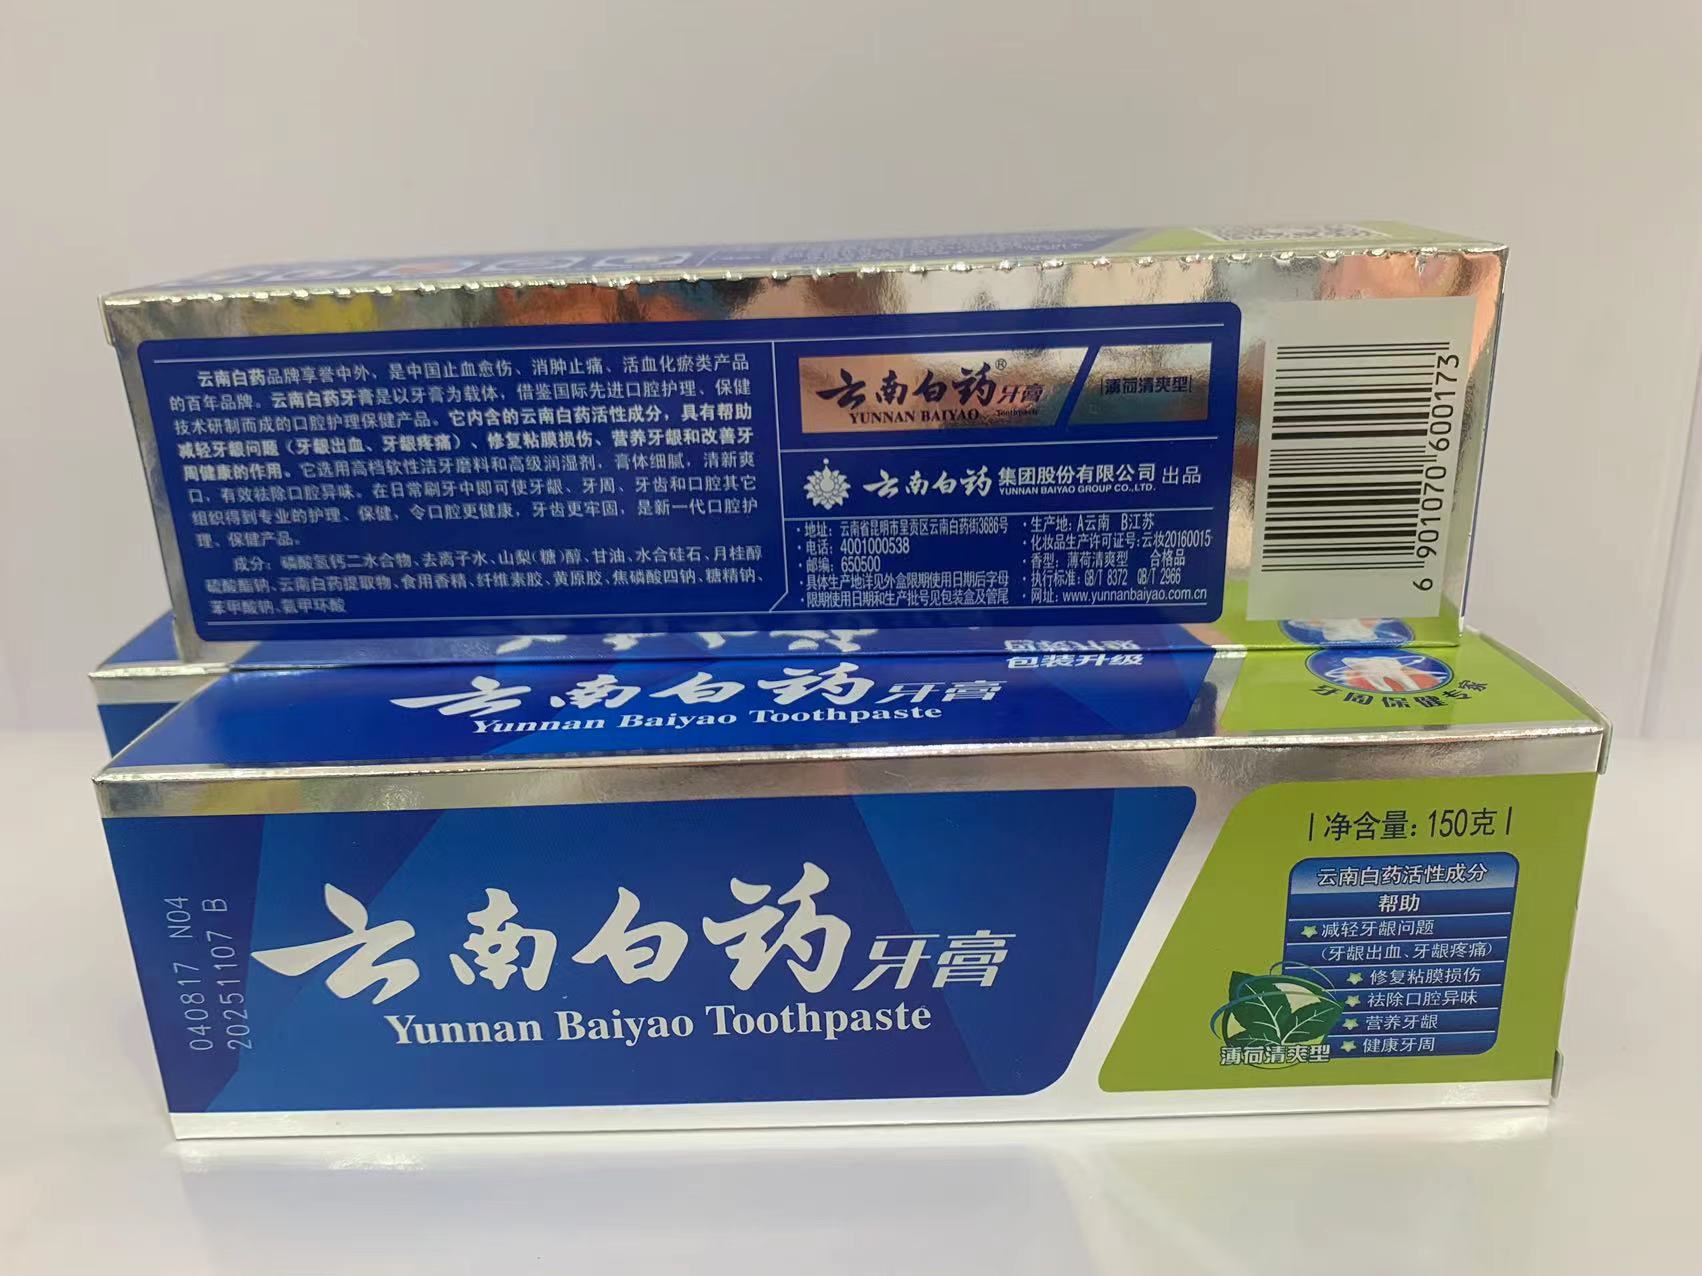 云南白药品牌享誉中外，是中国止血愈伤、消肿止痛、活血化瘀类产品
的百年品牌。云南白药牙膏是以牙膏为载体，借鉴国际先进口腔护理、保健
技术研制而成的口腔护理保健产品。它内含的云南白药活性成分，具有帮助
减轻牙龈问题（牙龈出血、牙龈疼痛）、修复粘膜损伤、营养牙龈和改善牙
周健康的作用。它选用高档软性洁牙磨料和高级润湿剂，膏体细腻，清新爽
口，有效祛除口腔异味。在日常刷牙中即可使牙龈、牙周、牙齿和口腔其它
组织得到专业的护理、保健，令口腔更健康，牙齿更牢固，是新一代口腔护
理、保健产品。
成分：磷酸氢钙二水合物、去离子水、山梨(糖)醇、甘油、水合硅石、月桂醇
硫酸酯钠、云南白药提取物、食用香精、纤维素胶、黄原胶、焦磷酸四钠、糖精钠、
苯甲酸钠、氨甲环酸
云南白药®牙膏
YUNNAN BAIYAO Toothpaste
薄荷清爽型
云南白药 集团股份有限公司 出品
YUNNAN BAIYAO GROUP CO.,LTD.
·地址：云南省昆明市呈贡区云南白药街3686号
·电话：4001000538
·邮编：650500
·具体生产地详见外盒限期使用日期后字母
·限期使用日期和生产批号见包装盒及管尾
·生产地：A云南 B江苏
·化妆品生产许可证号：云妆20160015
香型：薄荷清爽型 合格品
·执行标准：GB/T 8372 QB/T 2966
·网址：www.yunnanbaiyao.com.cn
6 901070 600173
包装升级
云南白药牙膏
Yunnan Baiyao Toothpaste
牙周保健专家
040817 N04
20251107 B
云南白药牙膏
Yunnan Baiyao Toothpaste
净含量：150克
云南白药活性成分
帮助
减轻牙龈问题
(牙龈出血、牙龈疼痛)
修复粘膜损伤
祛除口腔异味
营养牙龈
健康牙周
薄荷清爽型